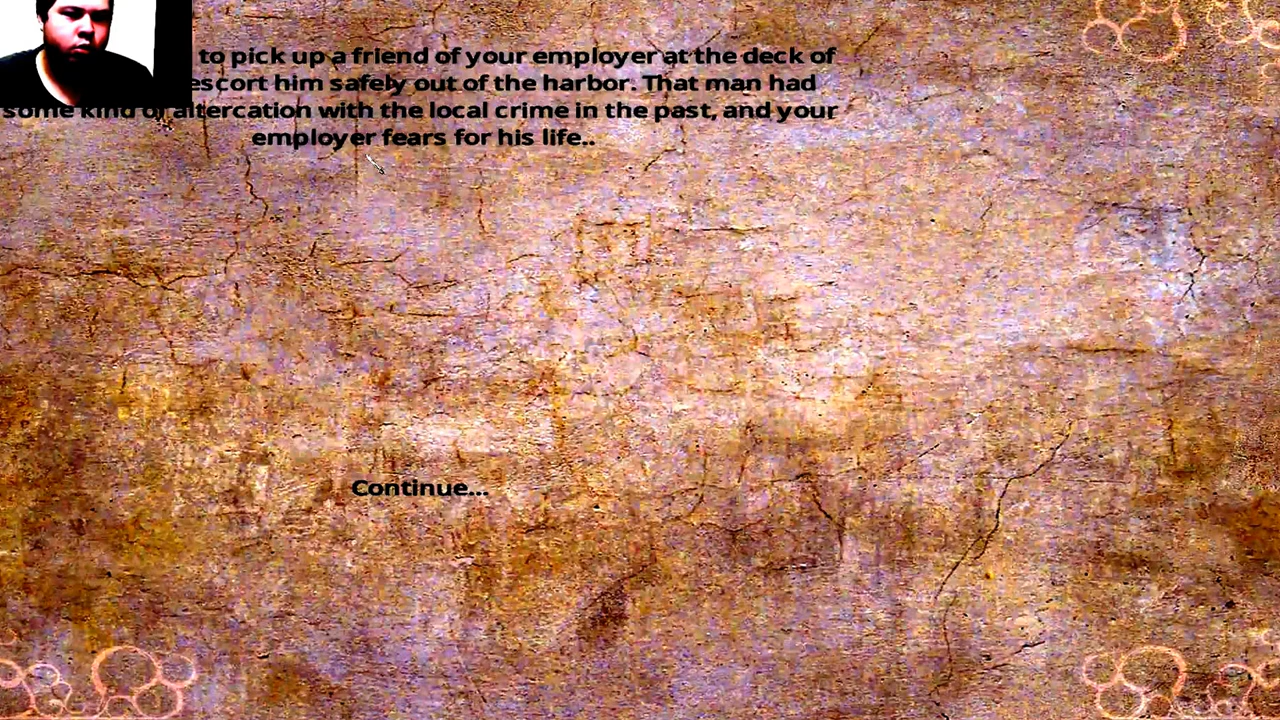 to pick up a friend of your employer at the deck of
escort him safely out of the harbor. That man had
some kind of altercation with the local crime in the past, and your
employer fears for his life..
Continue...